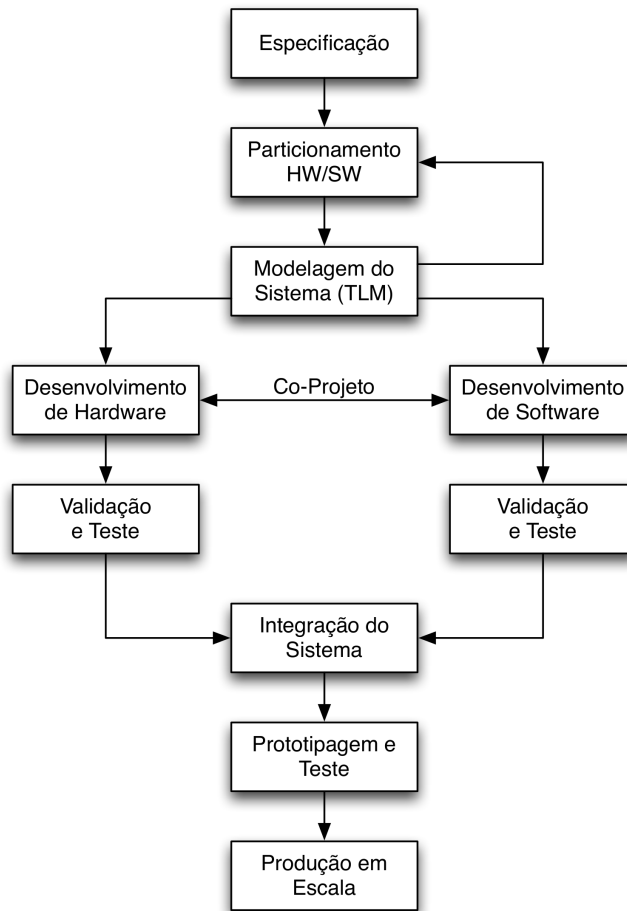 Especificação
Particionamento
HW/SW
Modelagem do
Sistema (TLM)
Desenvolvimento
de Hardware
Co-Projeto
Desenvolvimento
de Software
Validação
e Teste
Validação
e Teste
Integração do
Sistema
Prototipagem e
Teste
Produção em
Escala